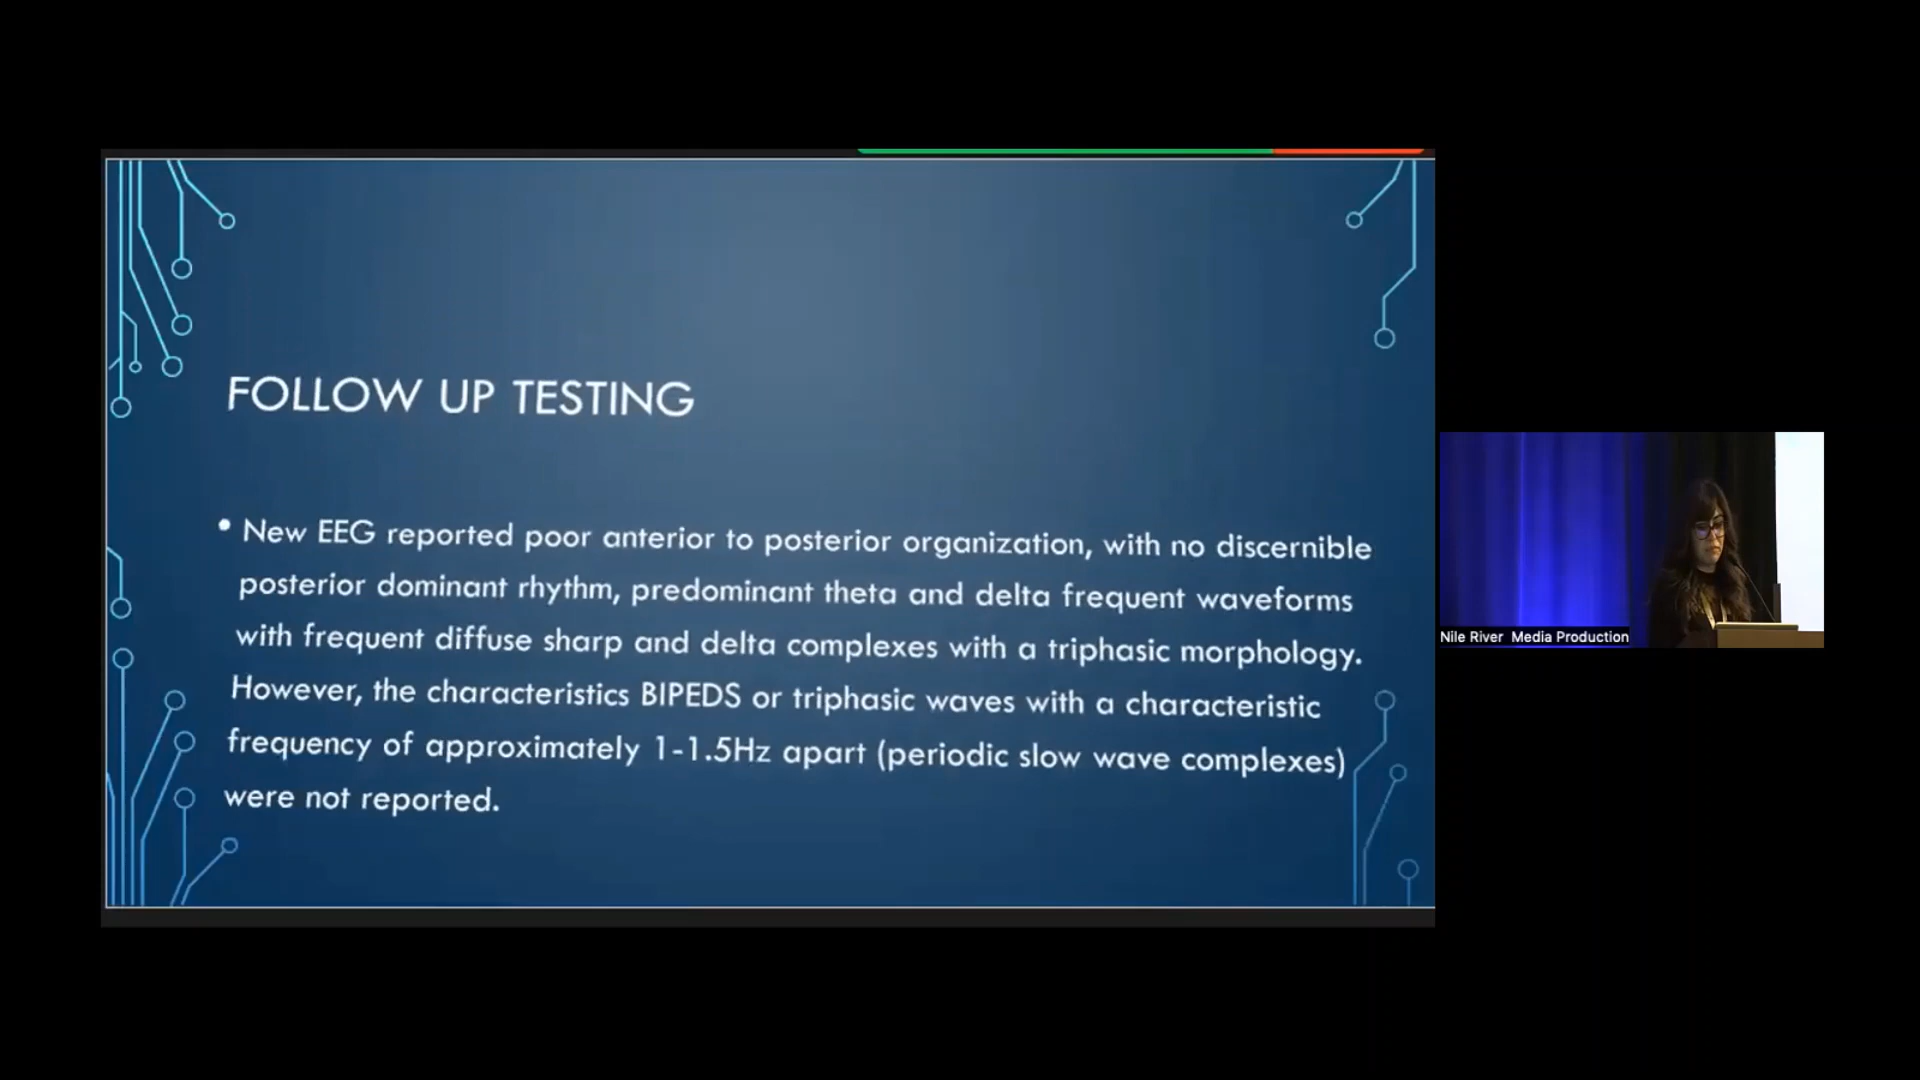 FOLLOW UP TESTING
• New EEG reported poor anterior to posterior organization, with no discernible
posterior dominant rhythm, predominant theta and delta frequent waveforms
with frequent diffuse sharp and delta complexes with a triphasic morphology.
However, the characteristics BIPEDS or triphasic waves with a characteristic
frequency of approximately 1-1.5Hz apart (periodic slow wave complexes)
were not reported.
Nile River Media Production